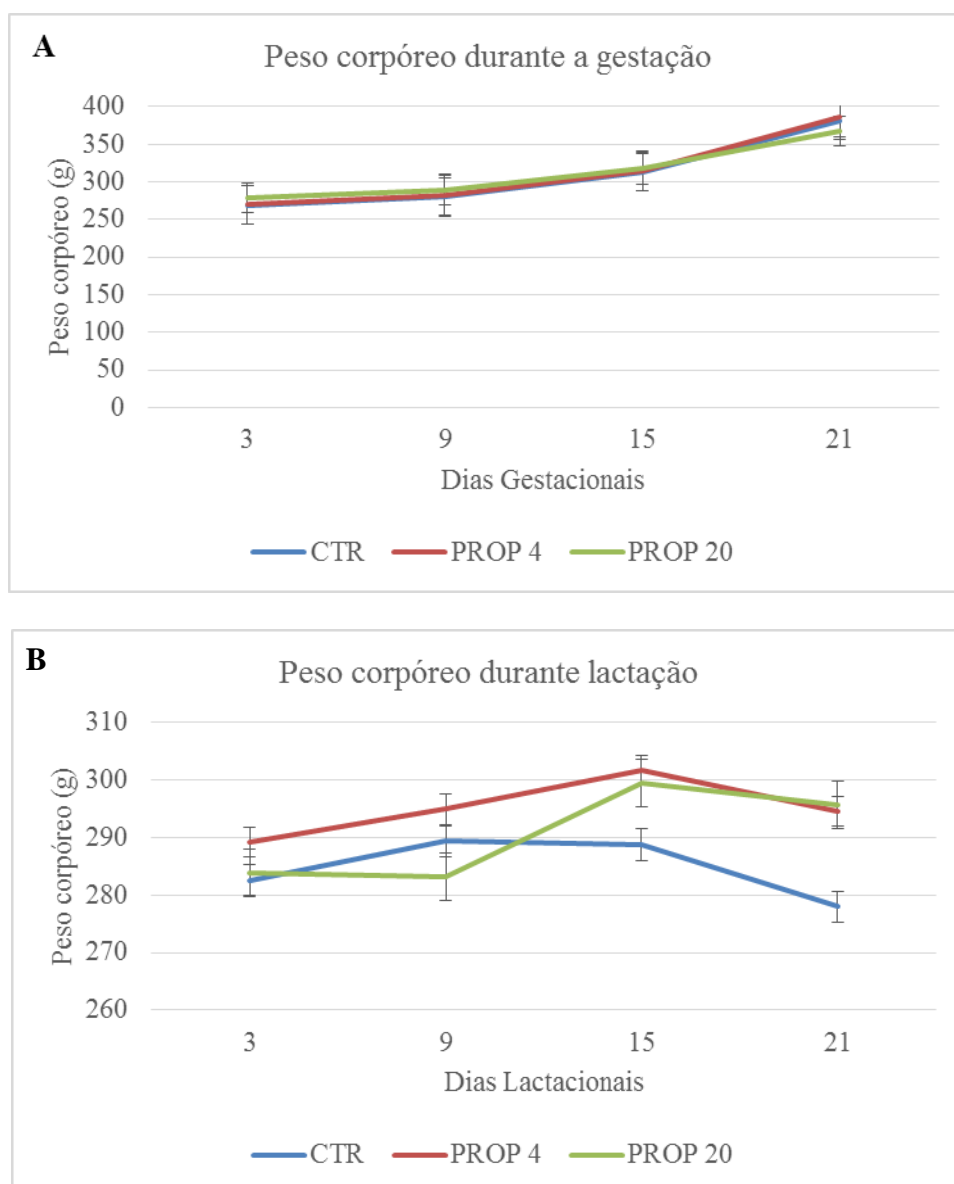 A
Peso corpóreo durante a gestação
Peso corpóreo (g)
400
350
300
250
200
150
100
50
0
3 9 15 21
Dias Gestacionais
CTR PROP 4 PROP 20
B
Peso corpóreo durante lactação
Peso corpóreo (g)
310
300
290
280
270
260
3 9 15 21
Dias Lactacionais
CTR PROP 4 PROP 20